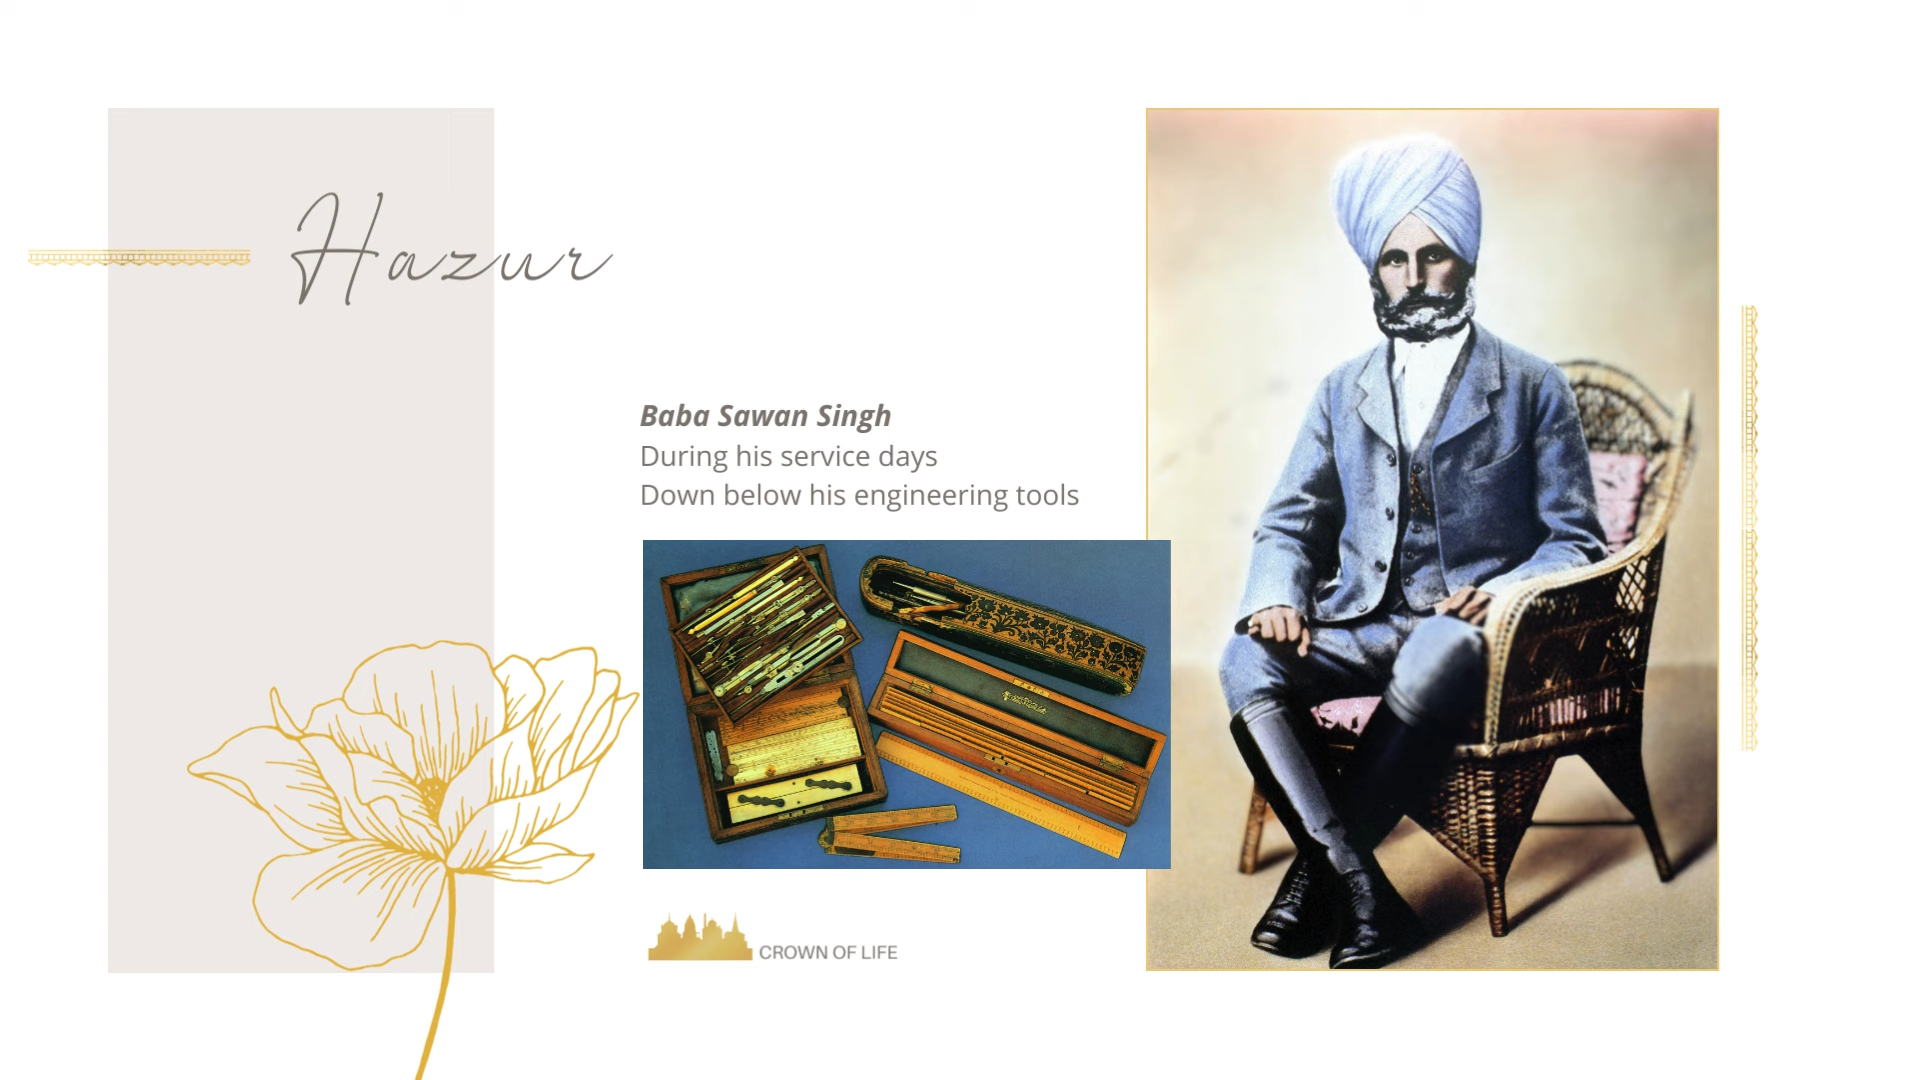 Hazur
Baba Sawan Singh
During his service days
Down below his engineering tools
CROWN OF LIFE